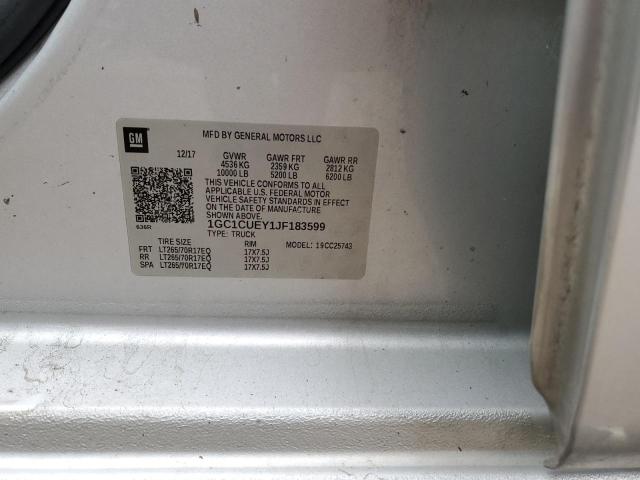 GM
MFD BY GENERAL MOTORS LLC
12/17 GVWR GAWR FRT GAWR RR
4536 KG 2359 KG 2812 KG
10000 LB 5200 LB 6200 LB
THIS VEHICLE CONFORMS TO ALL
APPLICABLE U.S. FEDERAL MOTOR
VEHICLE SAFETY STANDARDS IN EFFECT
ON THE DATE OF MANUFACTURE
SHOWN ABOVE.
636R 1GC1CUEY1JF183599
TYPE: TRUCK
TIRE SIZE RIM MODEL: 19CC25743
FRT LT265/70R17EQ 17X7.5J
RR LT265/70R17EQ 17X7.5J
SPA LT265/70R17EQ 17X7.5J